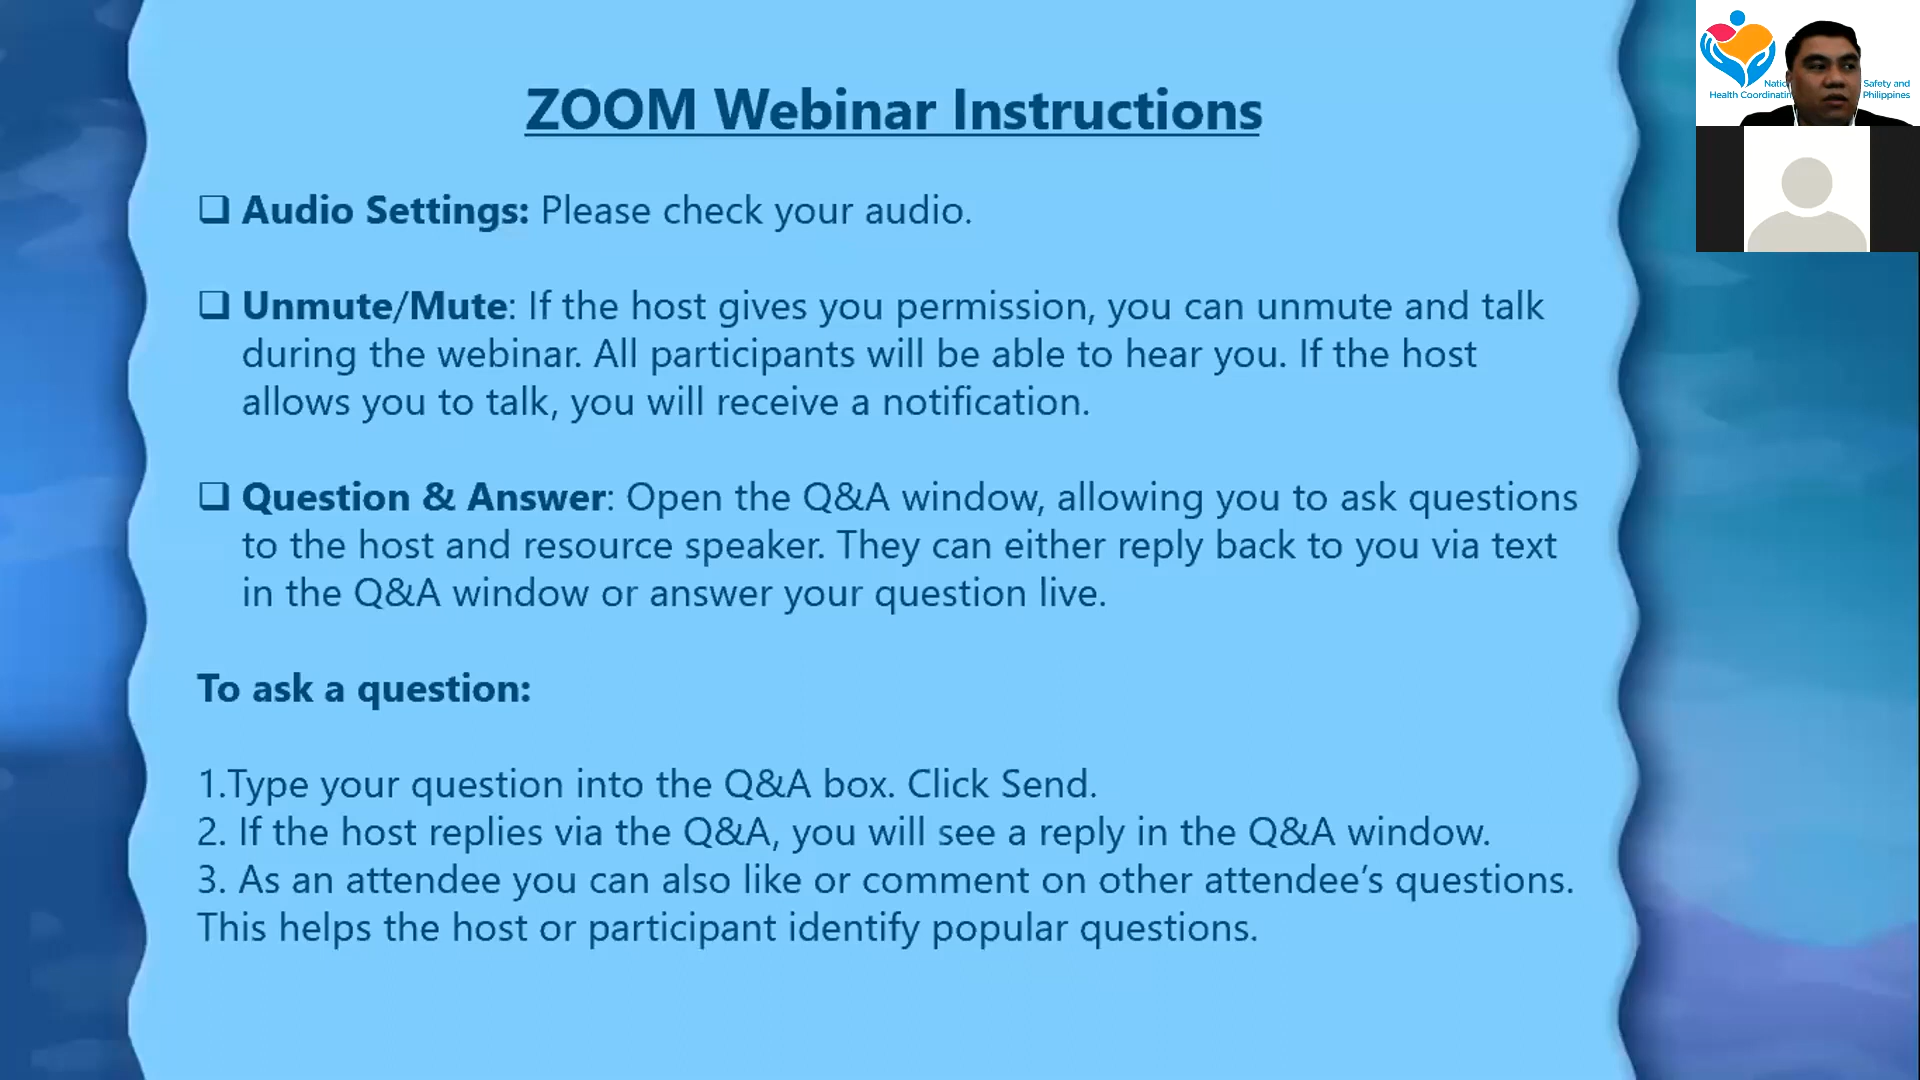 ZOOM Webinar Instructions
❑ Audio Settings: Please check your audio.
❑ Unmute/Mute: If the host gives you permission, you can unmute and talk
during the webinar. All participants will be able to hear you. If the host
allows you to talk, you will receive a notification.
❑ Question & Answer: Open the Q&A window, allowing you to ask questions
to the host and resource speaker. They can either reply back to you via text
in the Q&A window or answer your question live.
To ask a question:
1.Type your question into the Q&A box. Click Send.
2. If the host replies via the Q&A, you will see a reply in the Q&A window.
3. As an attendee you can also like or comment on other attendee’s questions.
This helps the host or participant identify popular questions.
Safety and
Health Philippines